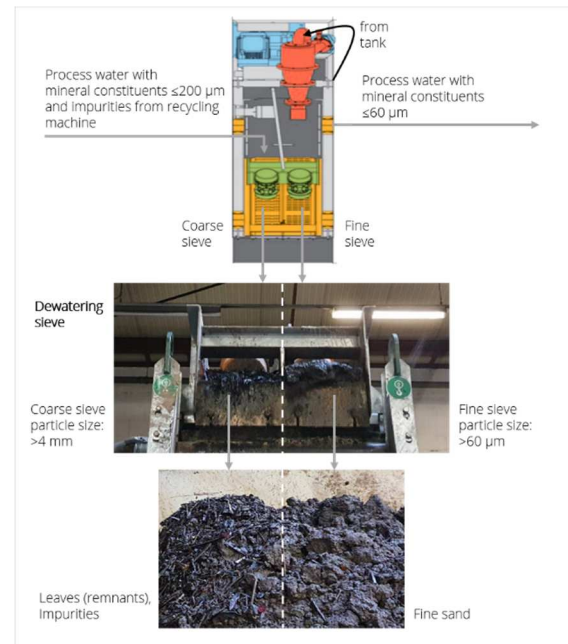 from
tank
Process water with
mineral constituents ≤200 µm
and impurities from recycling
machine
Process water with
mineral constituents
≤60 µm
Coarse
sieve
Fine
sieve
Dewatering
sieve
Coarse sieve
particle size:
>4 mm
Fine sieve
particle size:
>60 µm
Leaves (remnants),
Impurities
Fine sand